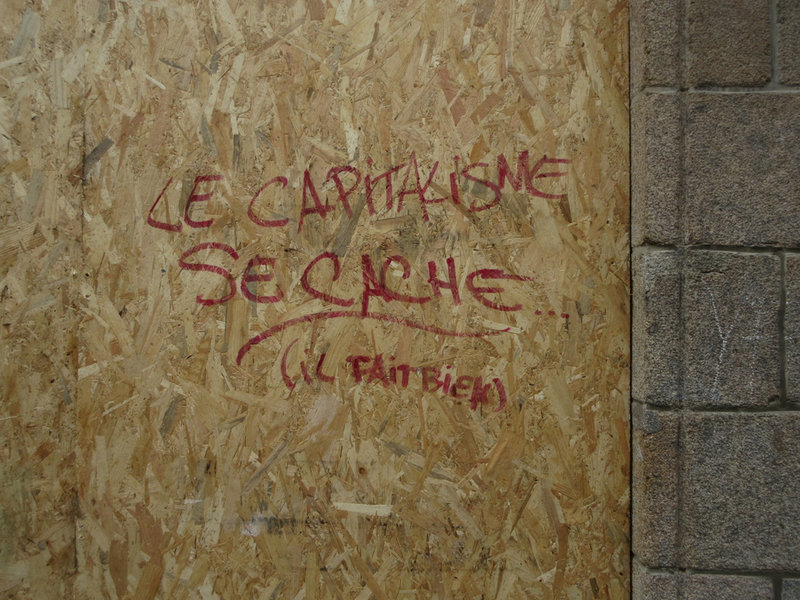 LE CAPITALISME
SE CACHE...
(iL FAiT BiEN)